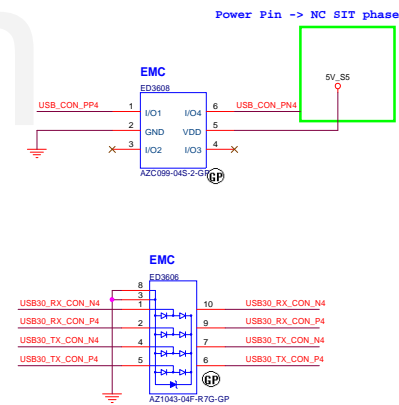 Power Pin -> NC SIT phase
EMC
ED3608
5V_S5
USB_CON_PP4 1 I/O1 I/O4 6 USB_CON_PN4
2 GND VDD 5
3 I/O2 I/O3 4
AZC099-04S-2-GP
GP
EMC
ED3606
8
3
USB30_RX_CON_N4 1 10 USB30_RX_CON_N4
USB30_RX_CON_P4 2 9 USB30_RX_CON_P4
USB30_TX_CON_N4 4 7 USB30_TX_CON_N4
USB30_TX_CON_P4 5 6 USB30_TX_CON_P4
GP
AZ1043-04F-R7G-GP